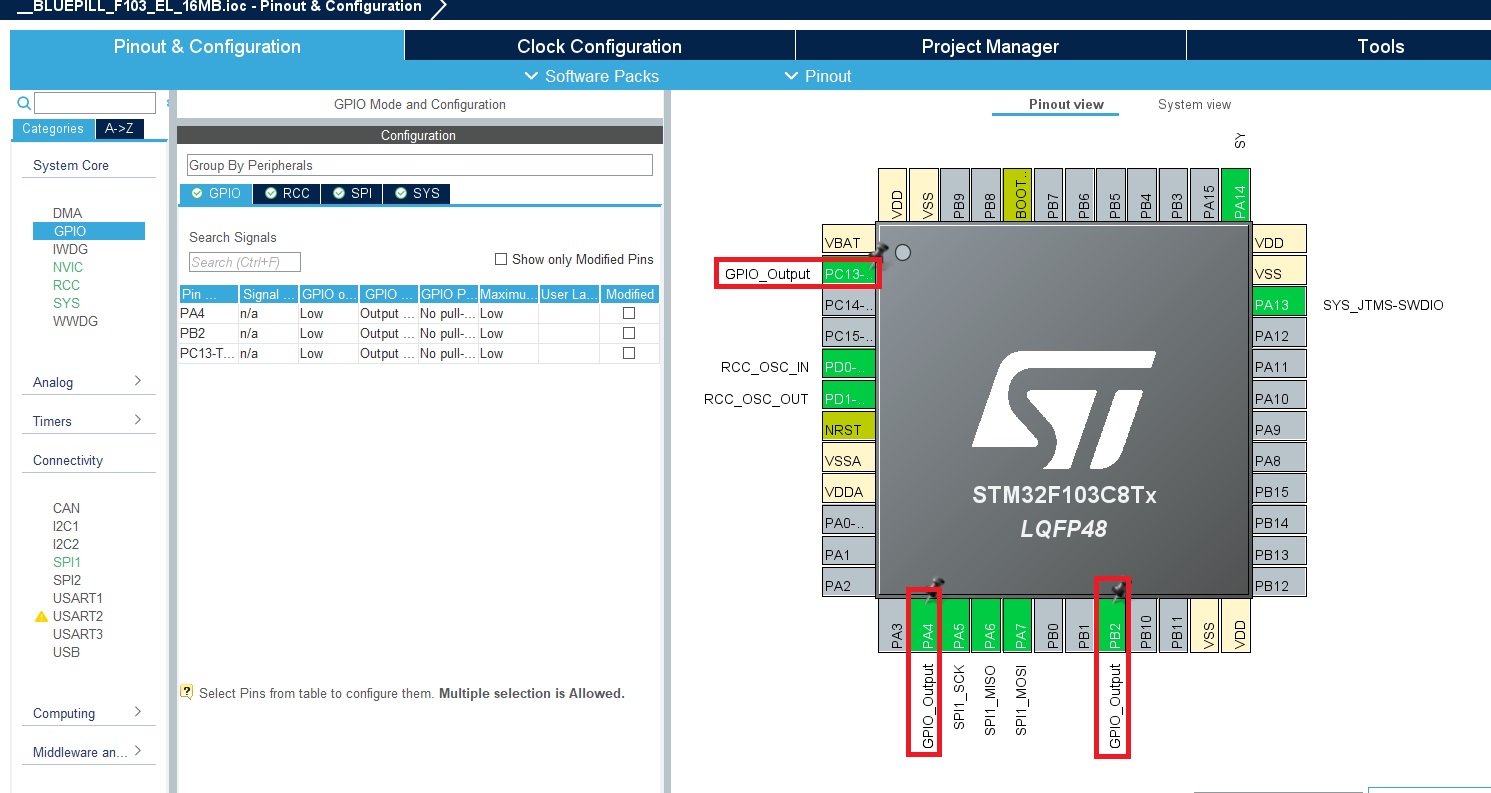 __BLUEPILL_F103_EL_16MB.ioc - Pinout & Configuration
Pinout & Configuration
Clock Configuration
Project Manager
Tools
Software Packs
Pinout
Categories
A->Z
System Core
DMA
GPIO
IWDG
NVIC
RCC
SYS
WWDG
Analog
Timers
Connectivity
CAN
I2C1
I2C2
SPI1
SPI2
USART1
USART2
USART3
USB
Computing
Middleware an...
GPIO Mode and Configuration
Configuration
Group By Peripherals
GPIO RCC SPI SYS
Search Signals
Search (Ctrl+F)
Show only Modified Pins
Pin ... Signal ... GPIO o... GPIO ... GPIO P... Maximu... User La... Modified
PA4 n/a Low Output ... No pull-... Low
PB2 n/a Low Output ... No pull-... Low
PC13-T... n/a Low Output ... No pull-... Low
? Select Pins from table to configure them. Multiple selection is Allowed.
Pinout view
System view
SY
VDD
VSS
PB9
PB8
BOOT..
PB7
PB6
PB5
PB4
PB3
PA15
PA14
VBAT
GPIO_Output PC13-..
PC14-..
PC15-..
RCC_OSC_IN PD0-..
RCC_OSC_OUT PD1-..
NRST
VSSA
VDDA
PA0-..
PA1
PA2
VDD
VSS
PA13 SYS_JTMS-SWDIO
PA12
PA11
PA10
PA9
PA8
PB15
PB14
PB13
PB12
ST
STM32F103C8Tx
LQFP48
PA3
PA4
PA5
PA6
PA7
PB0
PB1
PB2
PB10
PB11
VSS
VDD
GPIO_Output
SPI1_SCK
SPI1_MISO
SPI1_MOSI
GPIO_Output